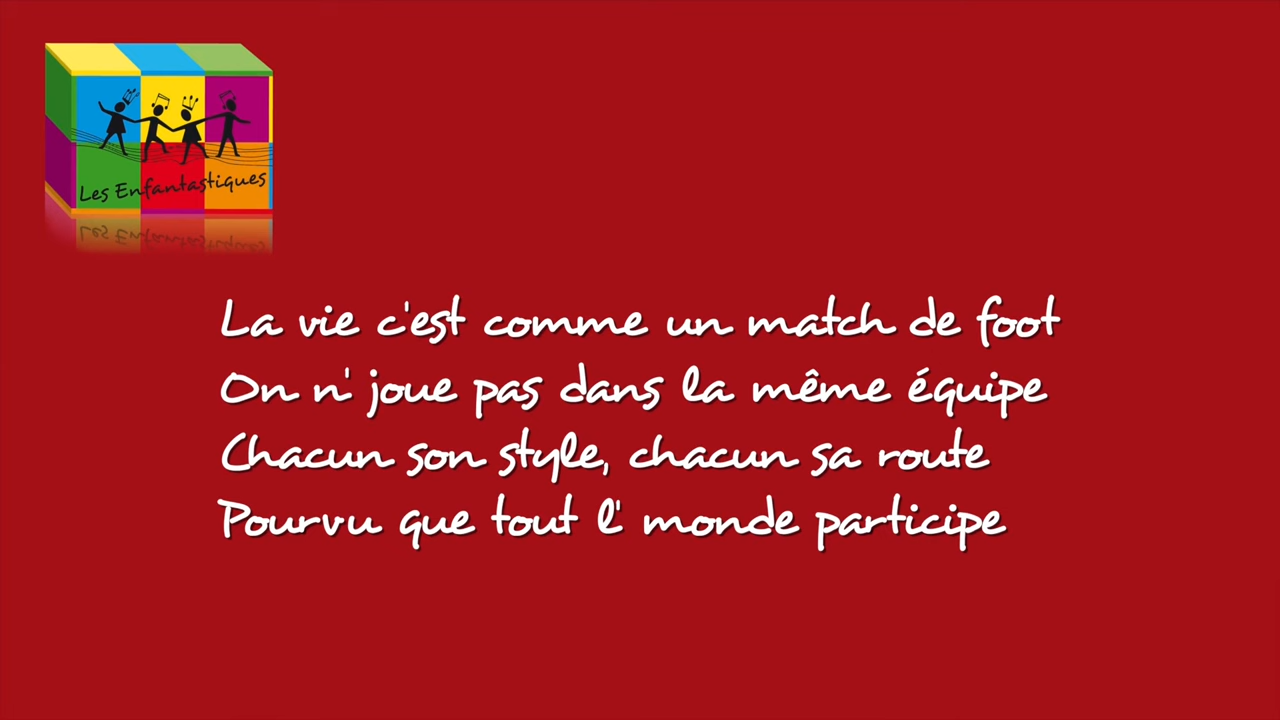 Les Enfantastiques
La vie c'est comme un match de foot
On n' joue pas dans la même équipe
Chacun son style, chacun sa route
Pourvu que tout l' monde participe